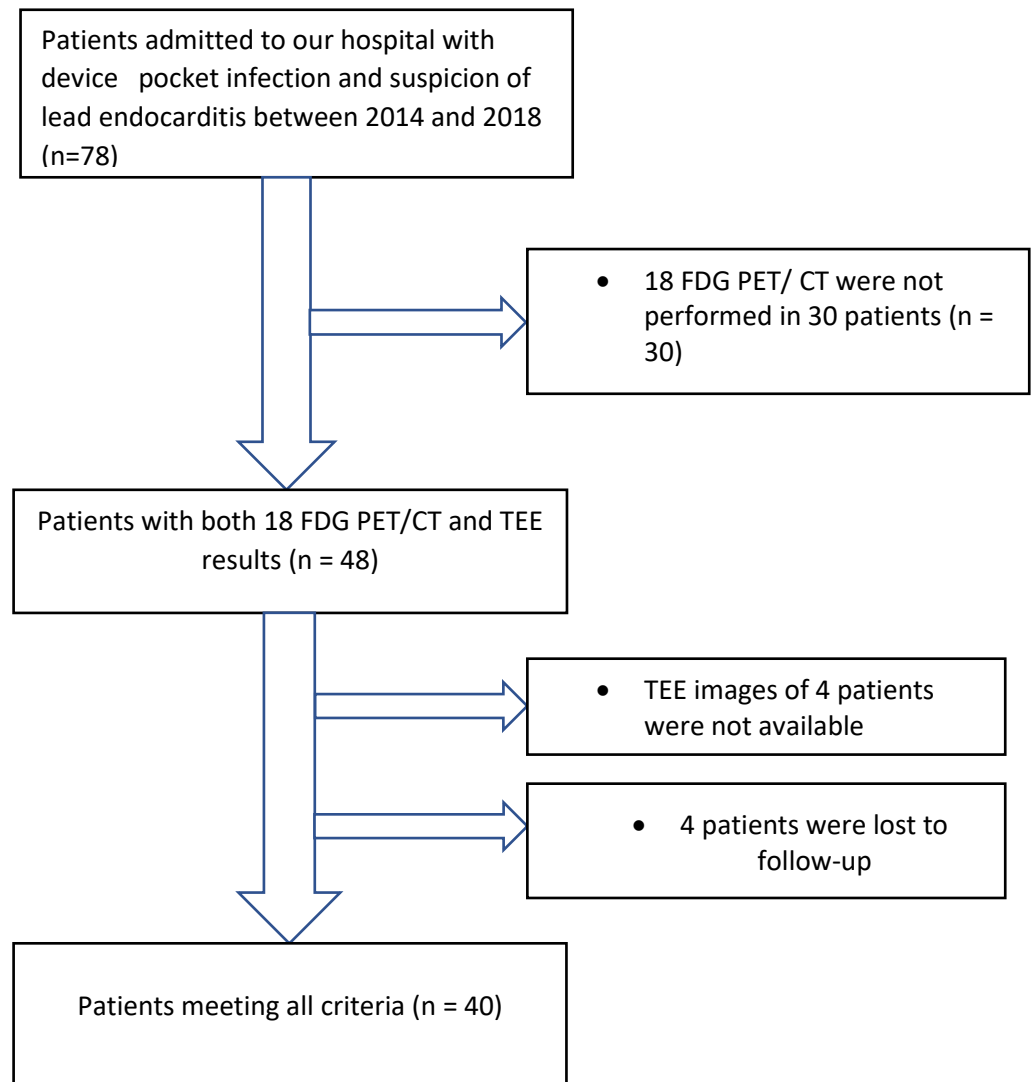 Patients admitted to our hospital with
device pocket infection and suspicion of
lead endocarditis between 2014 and 2018
(n=78)
• 18 FDG PET/ CT were not
performed in 30 patients (n =
30)
Patients with both 18 FDG PET/CT and TEE
results (n = 48)
• TEE images of 4 patients
were not available
• 4 patients were lost to
follow-up
Patients meeting all criteria (n = 40)